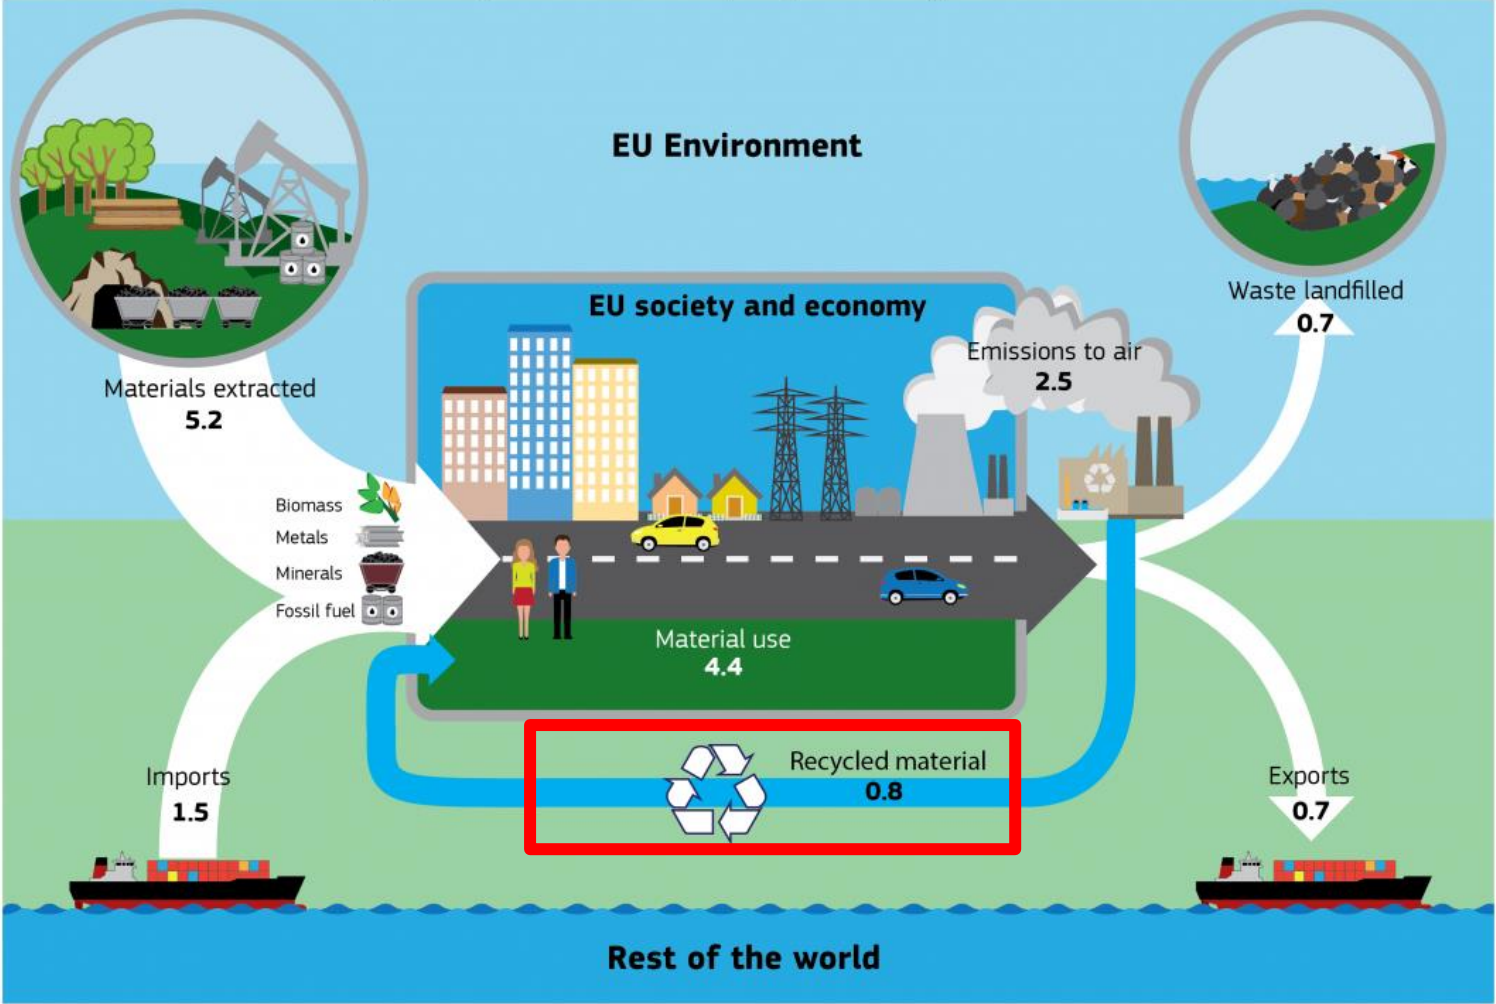 EU Environment
Materials extracted
5.2
Biomass
Metals
Minerals
Fossil fuel
Imports
1.5
EU society and economy
Emissions to air
2.5
Material use
4.4
Recycled material
0.8
Waste landfilled
0.7
Exports
0.7
Rest of the world